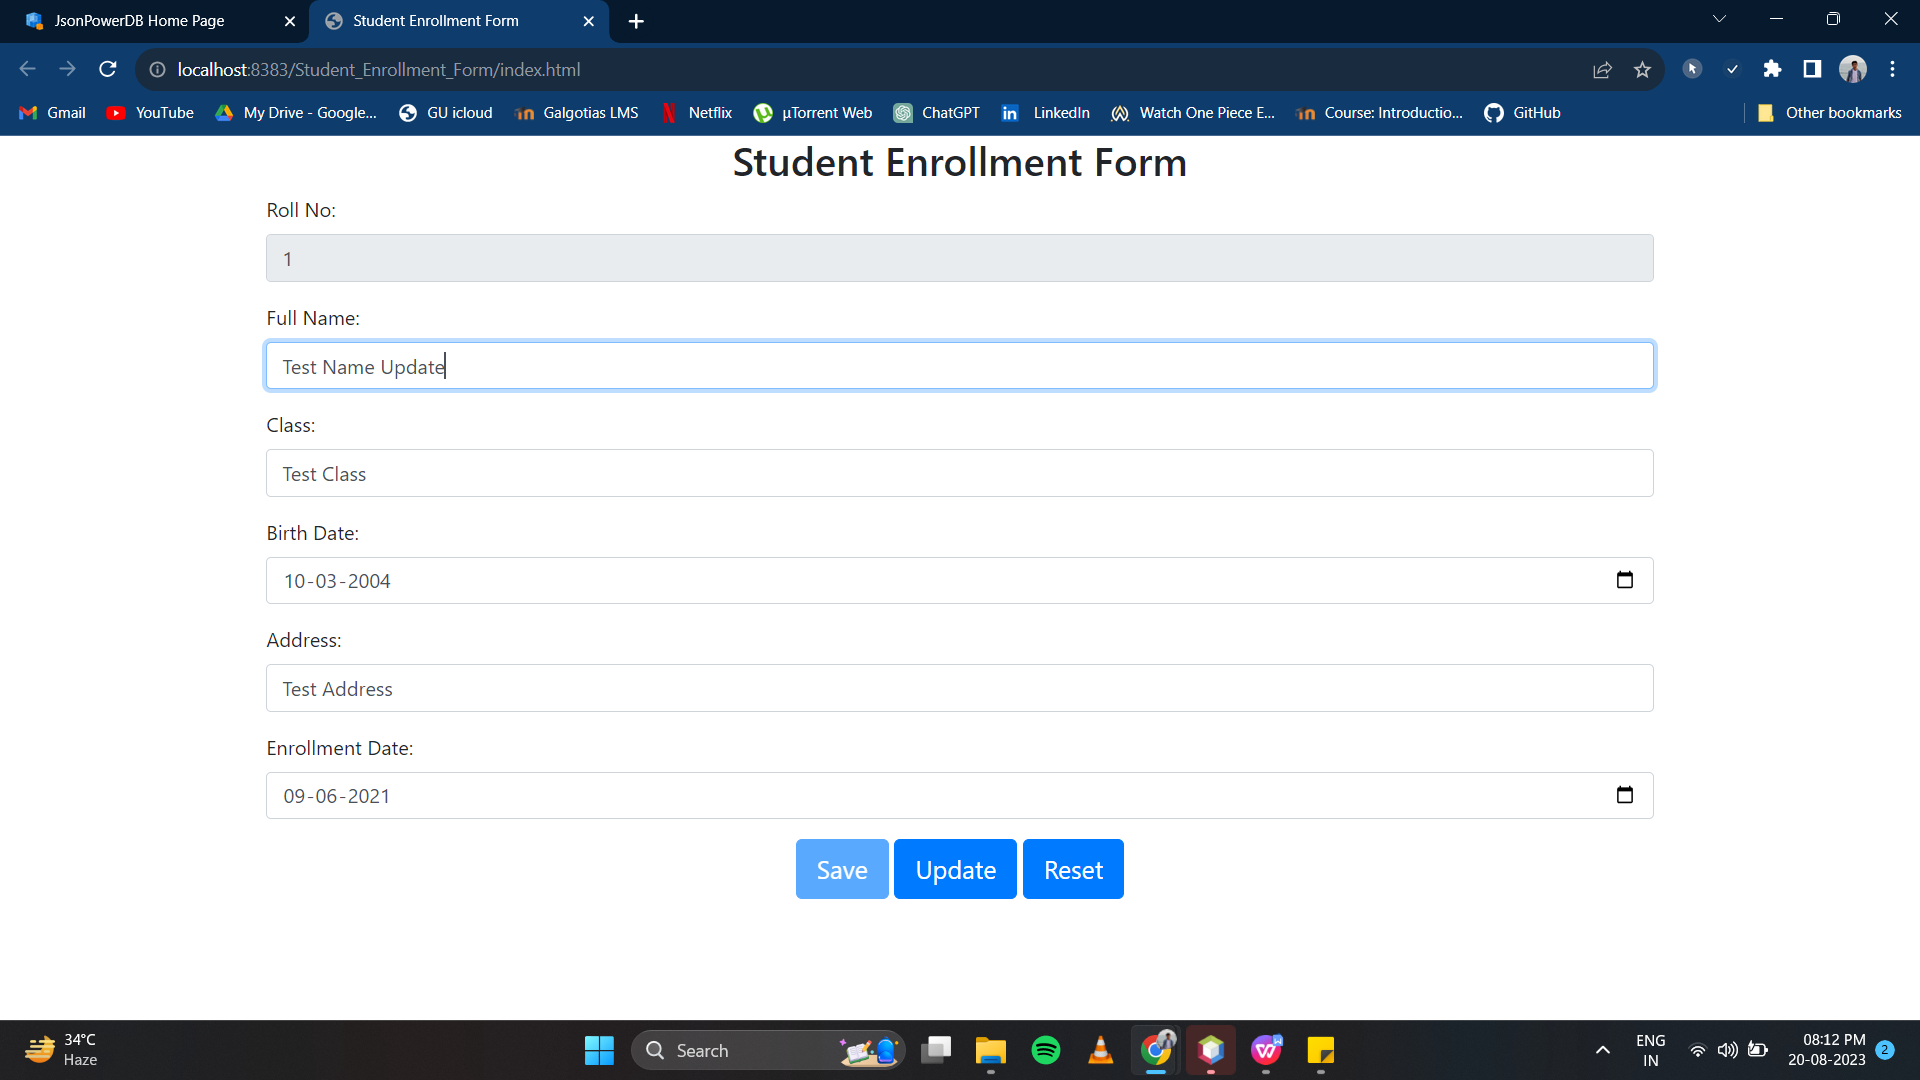 JsonPowerDB Home Page
Student Enrollment Form
localhost:8383/Student_Enrollment_Form/index.html
Gmail
YouTube
My Drive - Google...
GU icloud
Galgotias LMS
Netflix
µTorrent Web
ChatGPT
LinkedIn
Watch One Piece E...
Course: Introductio...
GitHub
Other bookmarks
Student Enrollment Form
Roll No:
1
Full Name:
Test Name Update
Class:
Test Class
Birth Date:
10-03-2004
Address:
Test Address
Enrollment Date:
09-06-2021
Save
Update
Reset
34°C
Haze
Search
ENG
IN
08:12 PM
20-08-2023
2